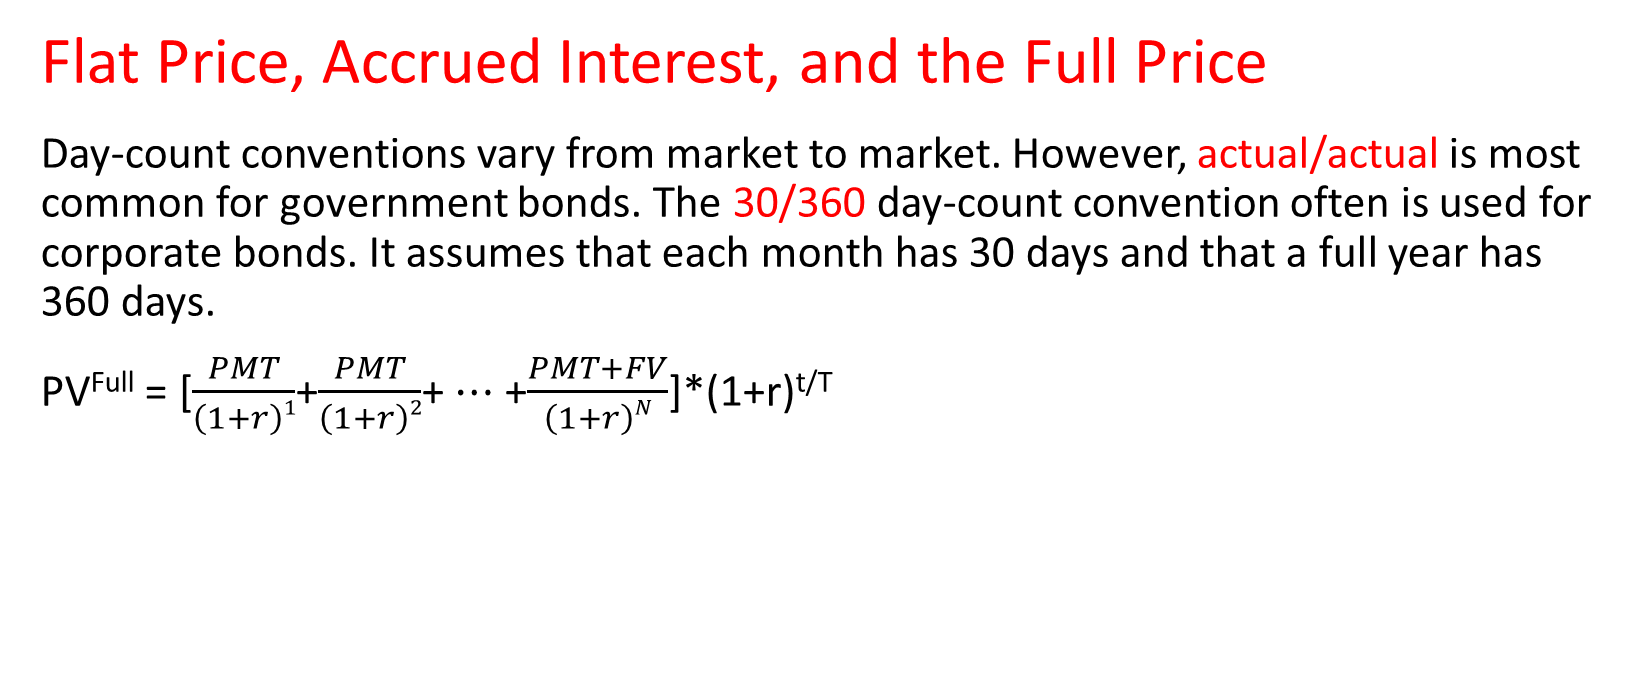 Flat Price, Accrued Interest, and the Full Price
Day-count conventions vary from market to market. However, actual/actual is most
common for government bonds. The 30/360 day-count convention often is used for
corporate bonds. It assumes that each month has 30 days and that a full year has
360 days.
PV^Full = [PMT/(1+r)^1+PMT/(1+r)^2+ ⋯ +PMT+FV/(1+r)^N]*(1+r)^t/T